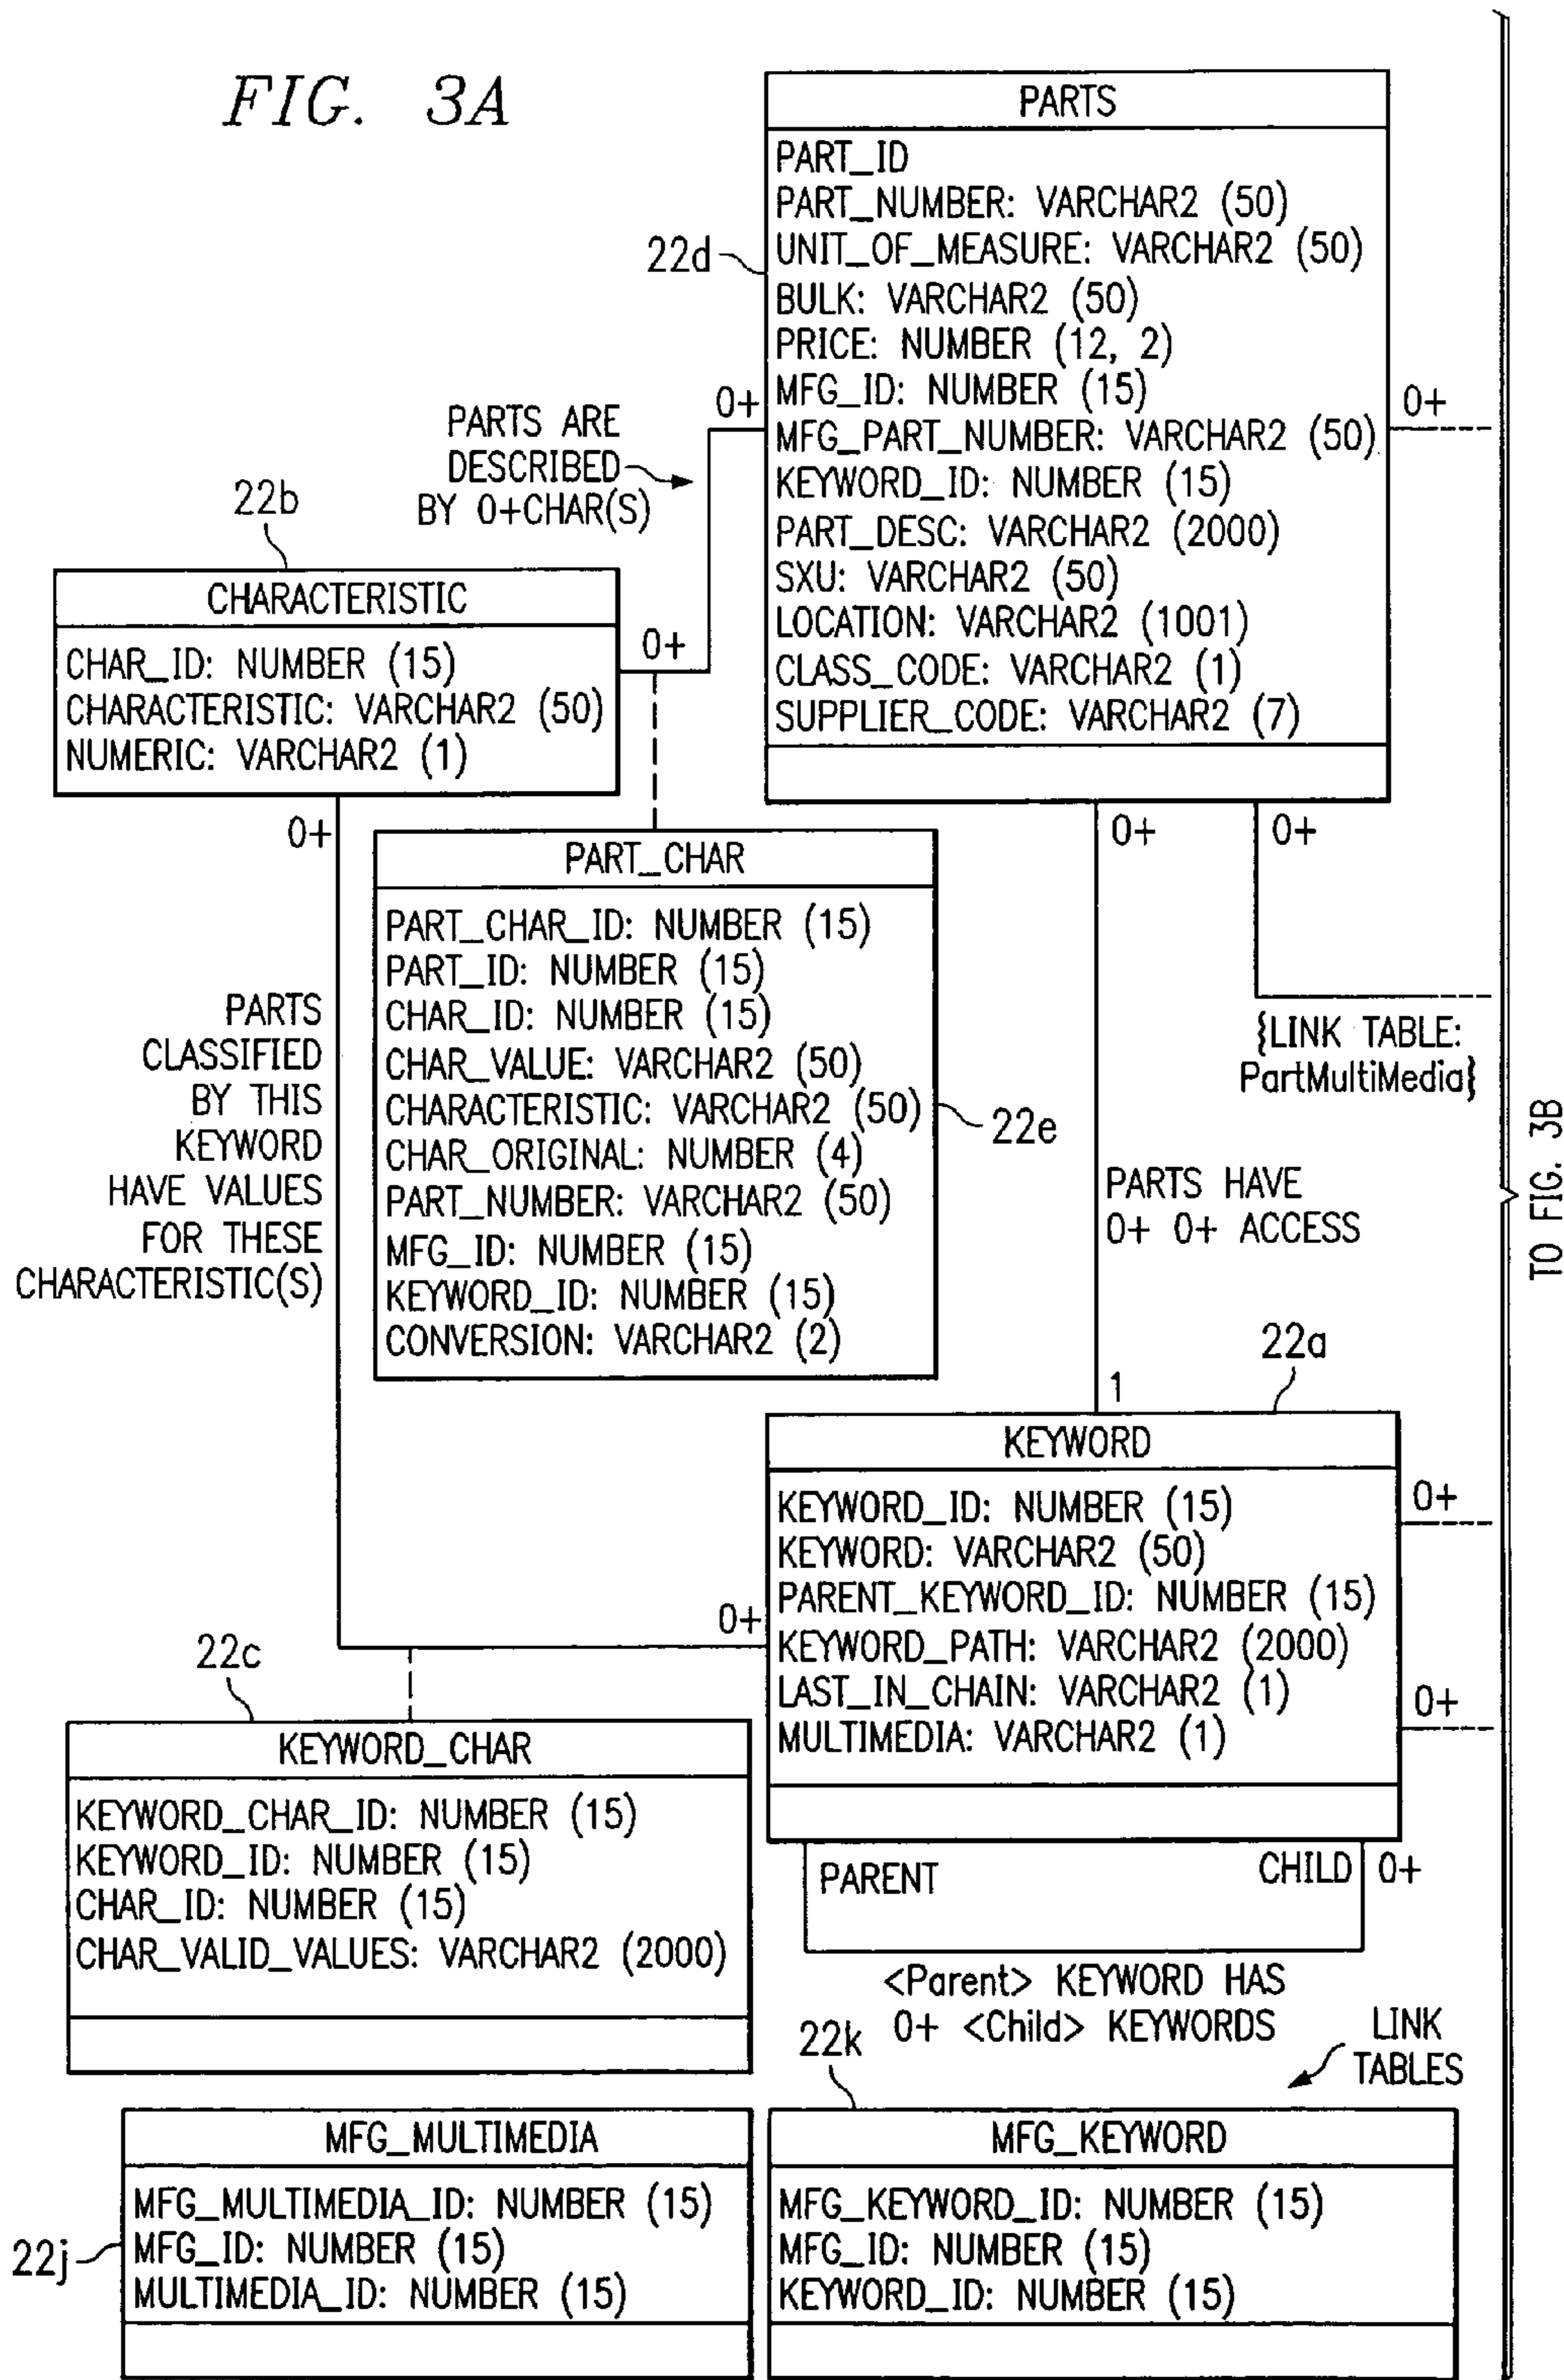 FIG. 3A
PARTS
PART_ID
PART_NUMBER: VARCHAR2 (50)
UNIT_OF_MEASURE: VARCHAR2 (50)
BULK: VARCHAR2 (50)
PRICE: NUMBER (12, 2)
MFG_ID: NUMBER (15)
MFG_PART_NUMBER: VARCHAR2 (50)
KEYWORD_ID: NUMBER (15)
PART_DESC: VARCHAR2 (2000)
SXU: VARCHAR2 (50)
LOCATION: VARCHAR2 (1001)
CLASS_CODE: VARCHAR2 (1)
SUPPLIER_CODE: VARCHAR2 (7)
22d
0+
0+
PARTS ARE
DESCRIBED
BY 0+CHAR(S)
22b
CHARACTERISTIC
CHAR_ID: NUMBER (15)
CHARACTERISTIC: VARCHAR2 (50)
NUMERIC: VARCHAR2 (1)
0+
0+
0+
0+
PART_CHAR
PART_CHAR_ID: NUMBER (15)
PART_ID: NUMBER (15)
CHAR_ID: NUMBER (15)
CHAR_VALUE: VARCHAR2 (50)
CHARACTERISTIC: VARCHAR2 (50)
CHAR_ORIGINAL: NUMBER (4)
PART_NUMBER: VARCHAR2 (50)
MFG_ID: NUMBER (15)
KEYWORD_ID: NUMBER (15)
CONVERSION: VARCHAR2 (2)
22e
PARTS
CLASSIFIED
BY THIS
KEYWORD
HAVE VALUES
FOR THESE
CHARACTERISTIC(S)
{LINK TABLE:
PartMultiMedia}
PARTS HAVE
0+ 0+ ACCESS
TO FIG. 3B
22a
1
KEYWORD
KEYWORD_ID: NUMBER (15)
KEYWORD: VARCHAR2 (50)
PARENT_KEYWORD_ID: NUMBER (15)
KEYWORD_PATH: VARCHAR2 (2000)
LAST_IN_CHAIN: VARCHAR2 (1)
MULTIMEDIA: VARCHAR2 (1)
0+
0+
0+
22c
KEYWORD_CHAR
KEYWORD_CHAR_ID: NUMBER (15)
KEYWORD_ID: NUMBER (15)
CHAR_ID: NUMBER (15)
CHAR_VALID_VALUES: VARCHAR2 (2000)
PARENT
CHILD
0+
<Parent> KEYWORD HAS
0+ <Child> KEYWORDS
LINK
TABLES
22k
MFG_MULTIMEDIA
MFG_MULTIMEDIA_ID: NUMBER (15)
MFG_ID: NUMBER (15)
MULTIMEDIA_ID: NUMBER (15)
22j
MFG_KEYWORD
MFG_KEYWORD_ID: NUMBER (15)
MFG_ID: NUMBER (15)
KEYWORD_ID: NUMBER (15)